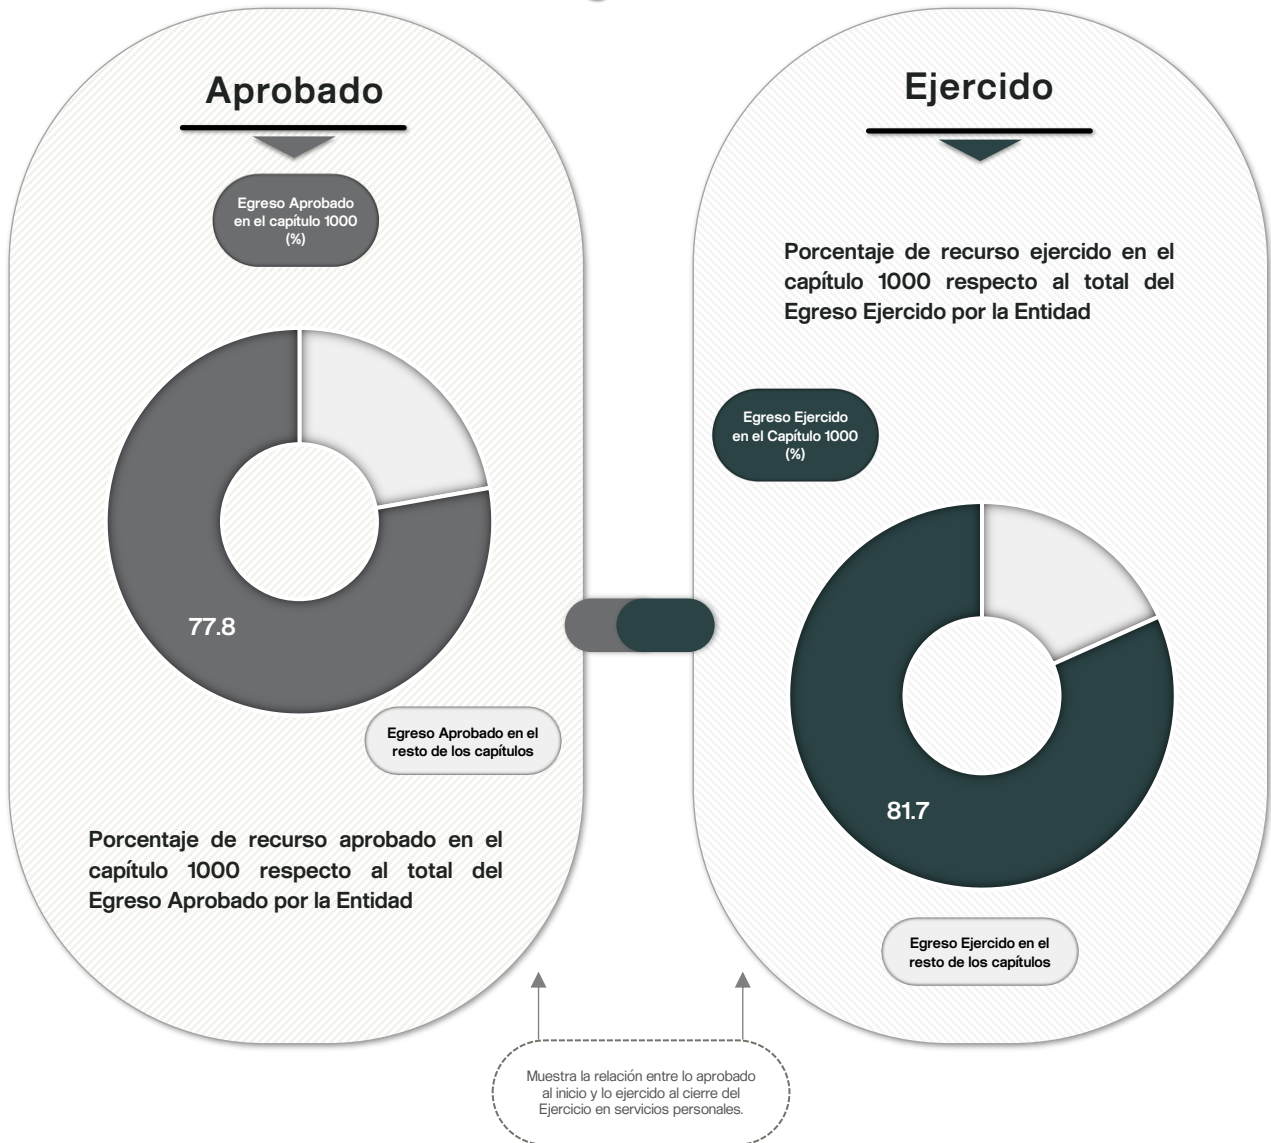 Aprobado
Egreso Aprobado
en el capítulo 1000
(%)
77.8
Egreso Aprobado en el
resto de los capítulos
Porcentaje de recurso aprobado en el
capítulo 1000 respecto al total del
Egreso Aprobado por la Entidad
Ejercido
Porcentaje de recurso ejercido en el
capítulo 1000 respecto al total del
Egreso Ejercido por la Entidad
Egreso Ejercido
en el Capítulo 1000
(%)
81.7
Egreso Ejercido en el
resto de los capítulos
Muestra la relación entre lo aprobado
al inicio y lo ejercido al cierre del
Ejercicio en servicios personales.